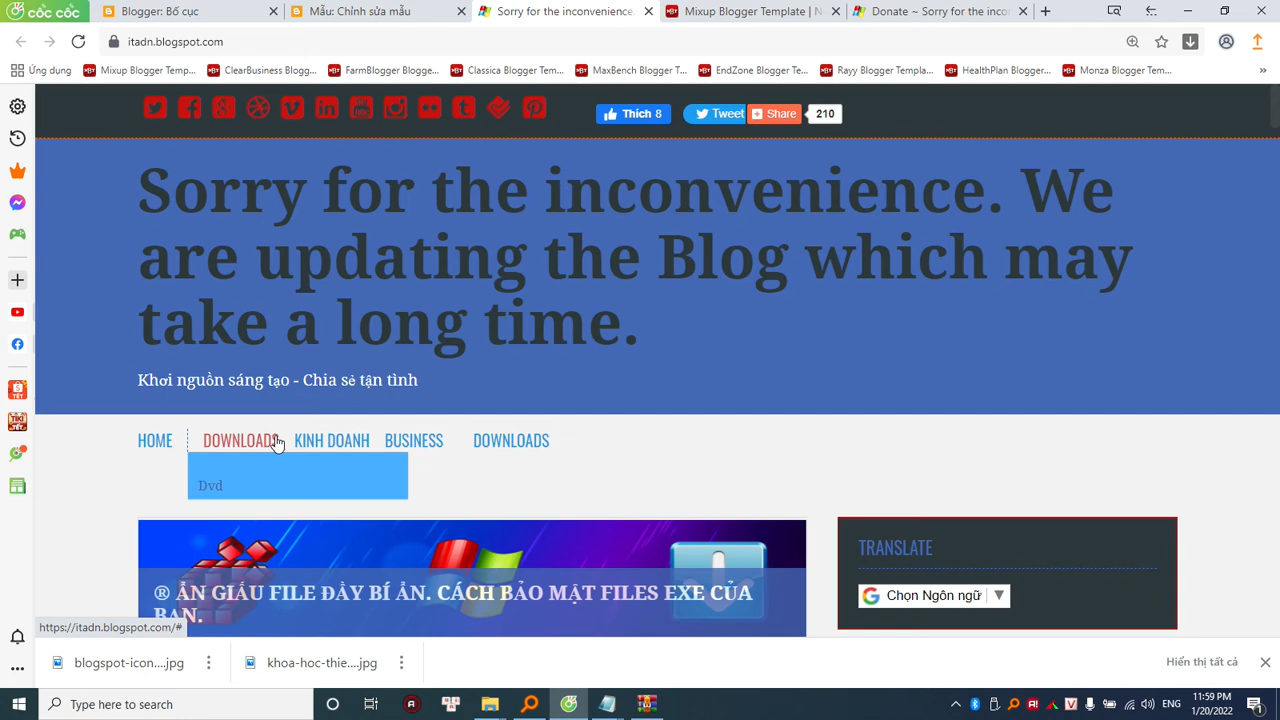 cốc cốc
Blogger: Bố cục
Mẫu: Chỉnh sửa mẫu
Sorry for the inconvenience.
Mixup Blogger Templates | N
Donate ~ Sorry for the inco
itadn.blogspot.com
Ứng dụng
Mixup Blogger Temp...
ClearBusiness Blogg...
FarmBlogger Blogge...
Classica Blogger Tem...
MaxBench Blogger T...
EndZone Blogger Te...
Rayy Blogger Templa...
HealthPlan Blogger...
Monza Blogger Tem...
Thích 8
Tweet
Share
210
Sorry for the inconvenience. We
are updating the Blog which may
take a long time.
Khơi nguồn sáng tạo - Chia sẻ tận tình
HOME
DOWNLOADS
KINH DOANH
BUSINESS
DOWNLOADS
Dvd
TRANSLATE
Chọn Ngôn ngữ
® ẨN GIẤU FILE ĐẦY BÍ ẨN. CÁCH BẢO MẬT FILES EXE CỦA
BẠN.
https://itadn.blogspot.com/#
blogspot-icon....jpg
khoa-hoc-thie....jpg
Hiển thị tất cả
Type here to search
ENG
11:59 PM
1/20/2022